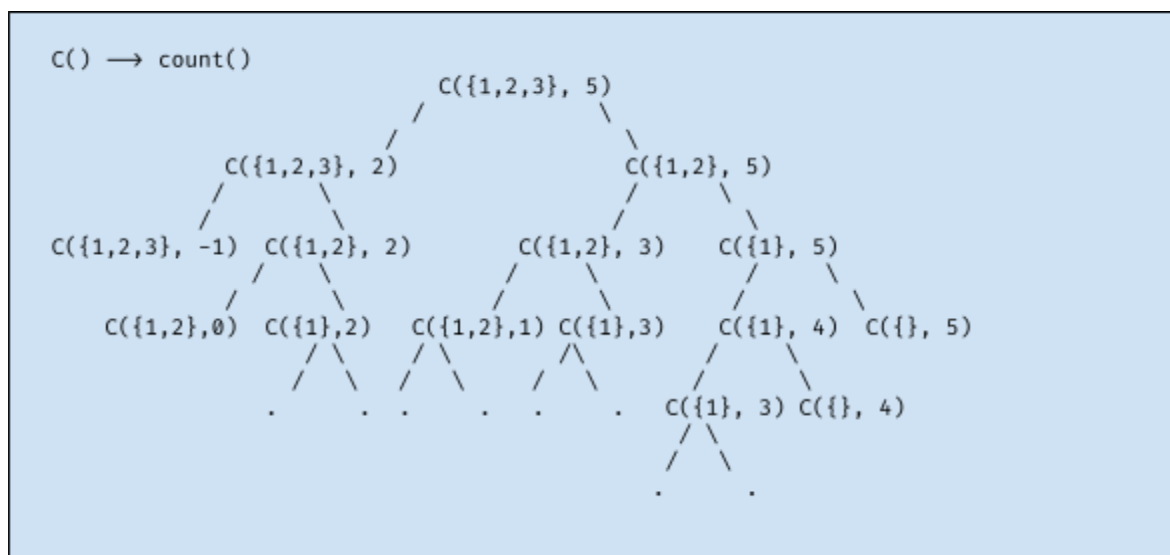 C() ⟶ count()
C({1,2,3}, 5)
/ \
/ \
C({1,2,3}, 2) C({1,2}, 5)
/ \ / \
/ \ / \
C({1,2,3}, -1) C({1,2}, 2) C({1,2}, 3) C({1}, 5)
/ \ / \ / \
/ \ / \ / \
C({1,2},0) C({1},2) C({1,2},1) C({1},3) C({1}, 4) C({}, 5)
/ \ / \ /\ / \
/ \ / \ / \ / \
. . . . . . C({1}, 3) C({}, 4)
/ \
/ \
. .